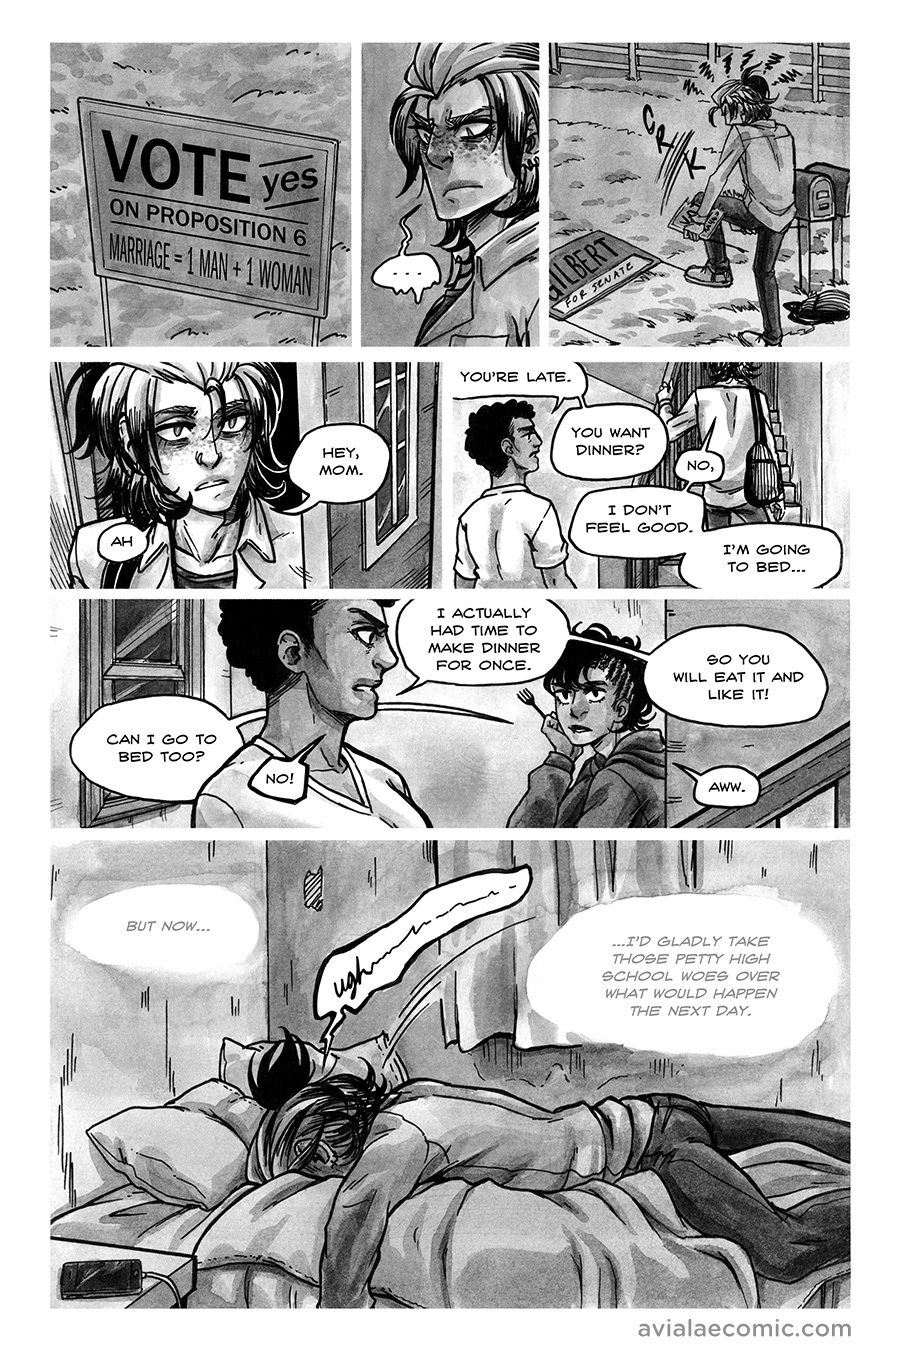 VOTE yes
ON PROPOSITION 6
MARRIAGE = 1 MAN + 1 WOMAN
...
CRK
GILBERT
FOR SENATE
AH
HEY,
MOM.
YOU'RE LATE.
YOU WANT
DINNER?
NO,
I DON'T
FEEL GOOD.
I'M GOING
TO BED...
CAN I GO TO
BED TOO?
NO!
I ACTUALLY
HAD TIME TO
MAKE DINNER
FOR ONCE.
SO YOU
WILL EAT IT AND
LIKE IT!
AWW.
BUT NOW...
ugh
...I'D GLADLY TAKE
THOSE PETTY HIGH
SCHOOL WOES OVER
WHAT WOULD HAPPEN
THE NEXT DAY.
avialaecomic.com